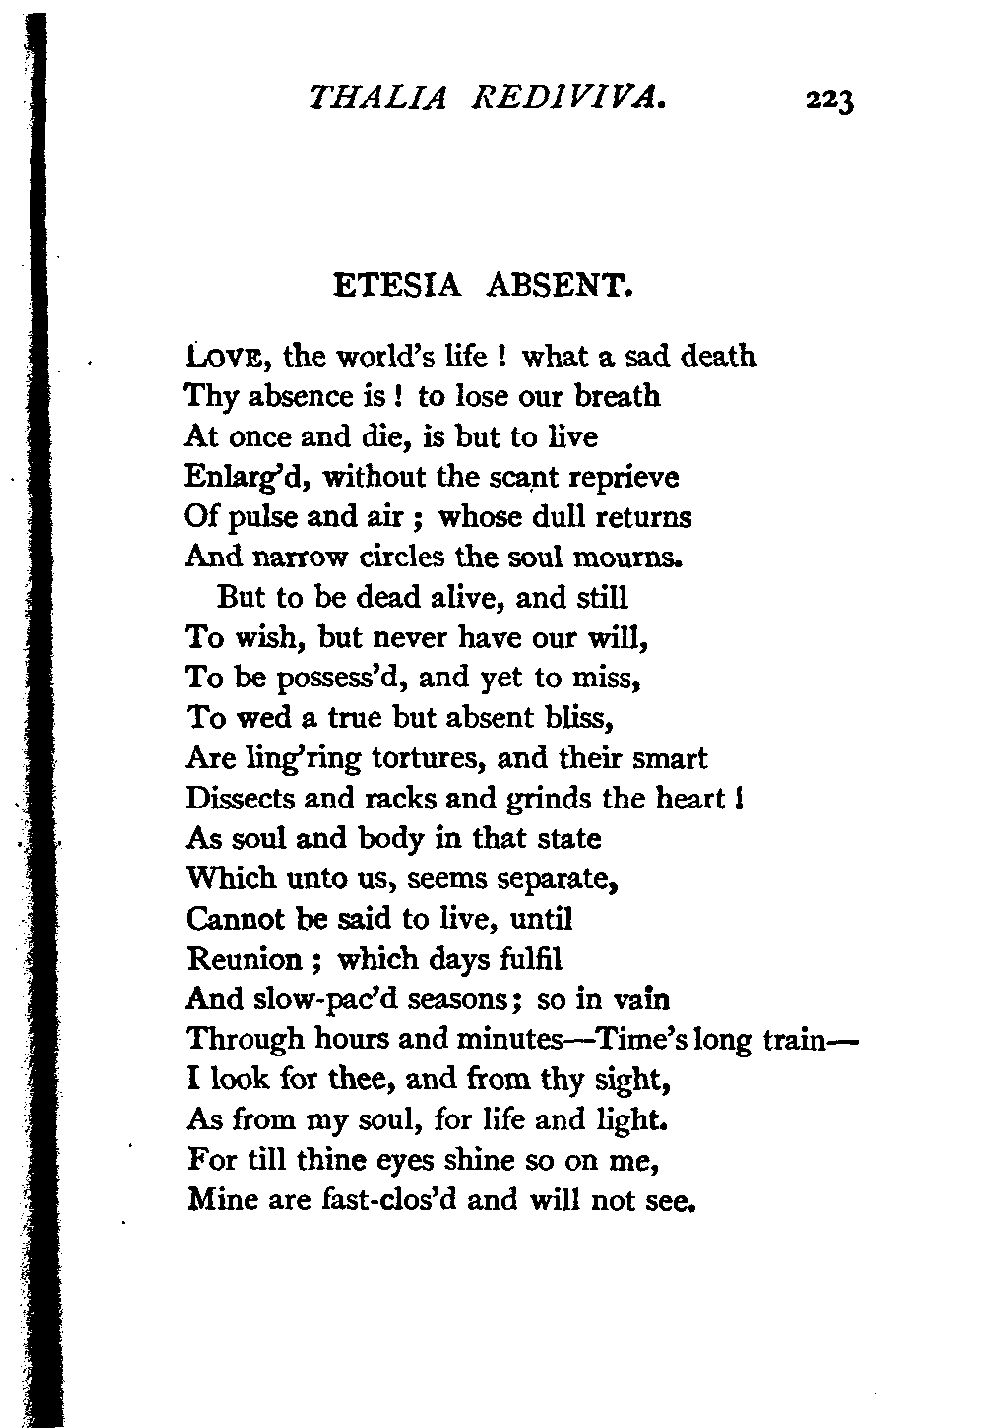 THALIA REDIVIVA. 223
ETESIA ABSENT.
LOVE, the world's life ! what a sad death
Thy absence is ! to lose our breath
At once and die, is but to live
Enlarg'd, without the scant reprieve
Of pulse and air ; whose dull returns
And narrow circles the soul mourns.
But to be dead alive, and still
To wish, but never have our will,
To be possess'd, and yet to miss,
To wed a true but absent bliss,
Are ling'ring tortures, and their smart
Dissects and racks and grinds the heart !
As soul and body in that state
Which unto us, seems separate,
Cannot be said to live, until
Reunion ; which days fulfil
And slow-pac'd seasons ; so in vain
Through hours and minutes—Time's long train—
I look for thee, and from thy sight,
As from my soul, for life and light.
For till thine eyes shine so on me,
Mine are fast-clos'd and will not see.